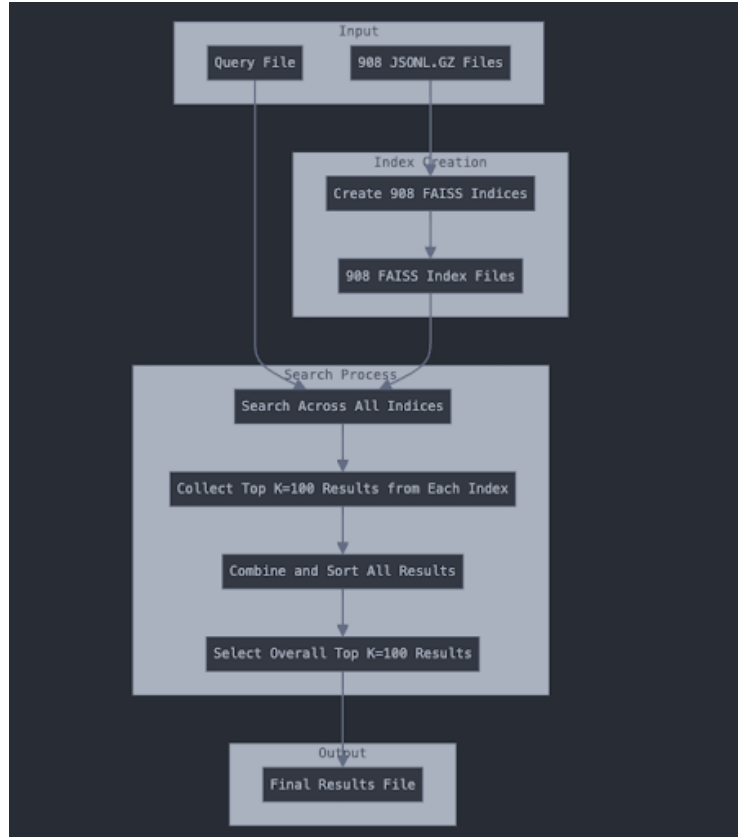 Input
Query File
908 JSONL.GZ Files
Index Creation
Create 908 FAISS Indices
908 FAISS Index Files
Search Process
Search Across All Indices
Collect Top K=100 Results from Each Index
Combine and Sort All Results
Select Overall Top K=100 Results
Output
Final Results File